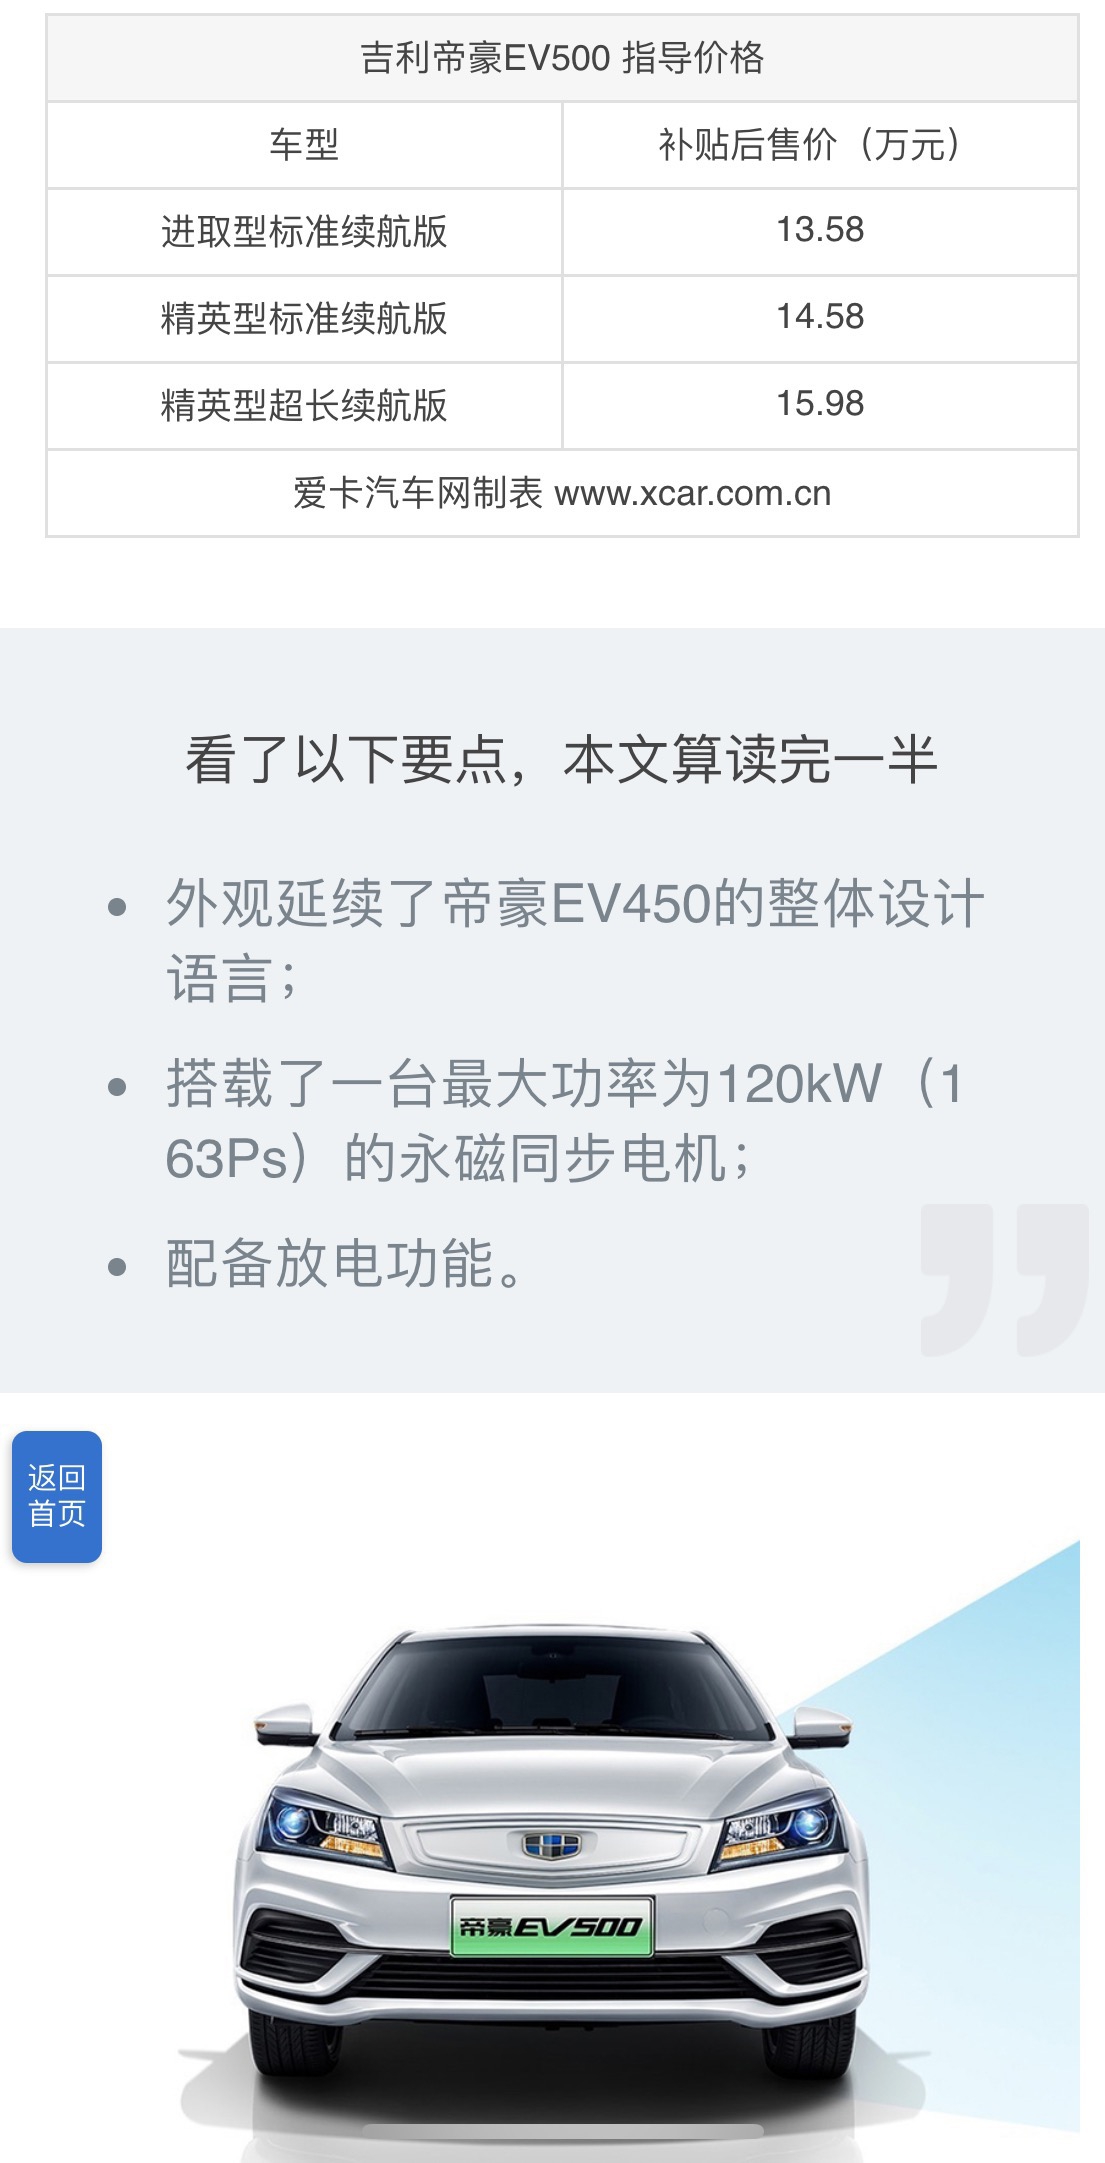 吉利帝豪EV500 指导价格
车型 补贴后售价（万元）
进取型标准续航版 13.58
精英型标准续航版 14.58
精英型超长续航版 15.98
爱卡汽车网制表 www.xcar.com.cn
看了以下要点，本文算读完一半
外观延续了帝豪EV450的整体设计
语言；
搭载了一台最大功率为120kW（1
63Ps）的永磁同步电机；
配备放电功能。
返回
首页
帝豪EV500